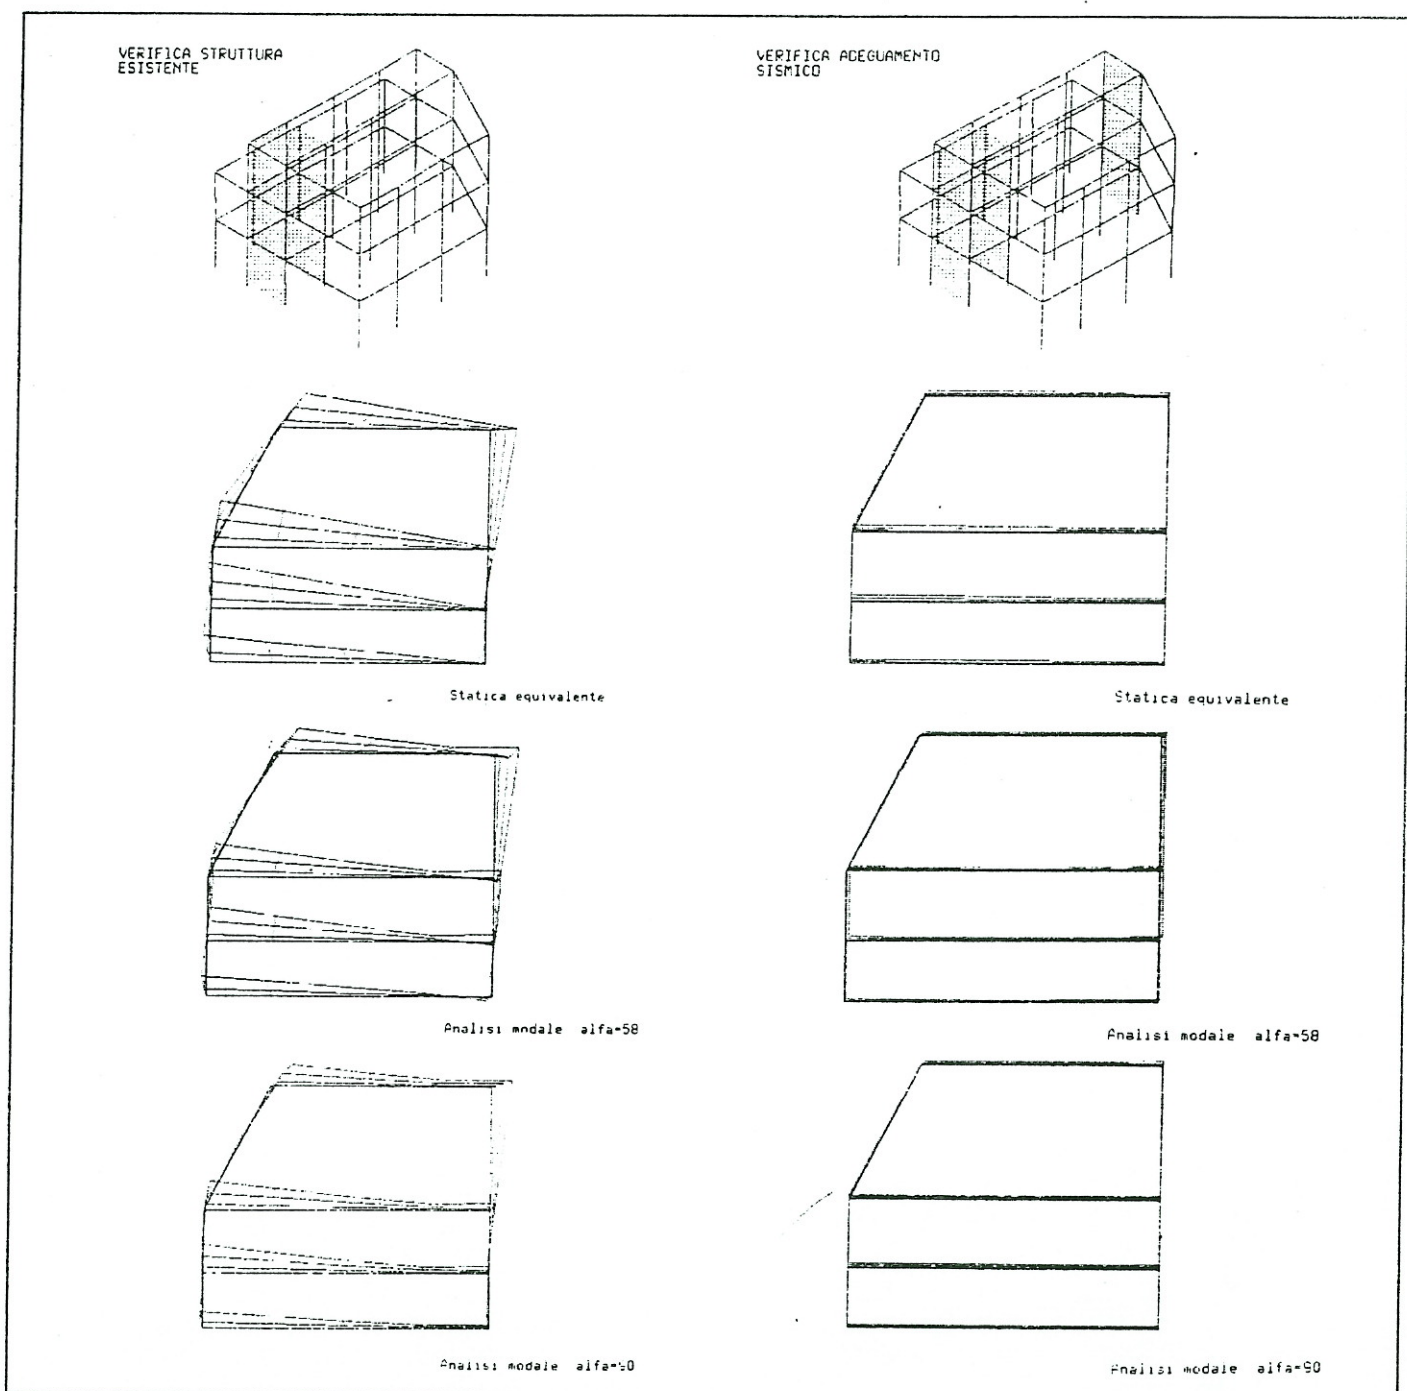 VERIFICA STRUTTURA
ESISTENTE
VERIFICA ADEGUAMENTO
SISMICO
Statica equivalente
Statica equivalente
Analisi modale alfa=58
Analisi modale alfa=58
Analisi modale alfa=90
Analisi modale alfa=90